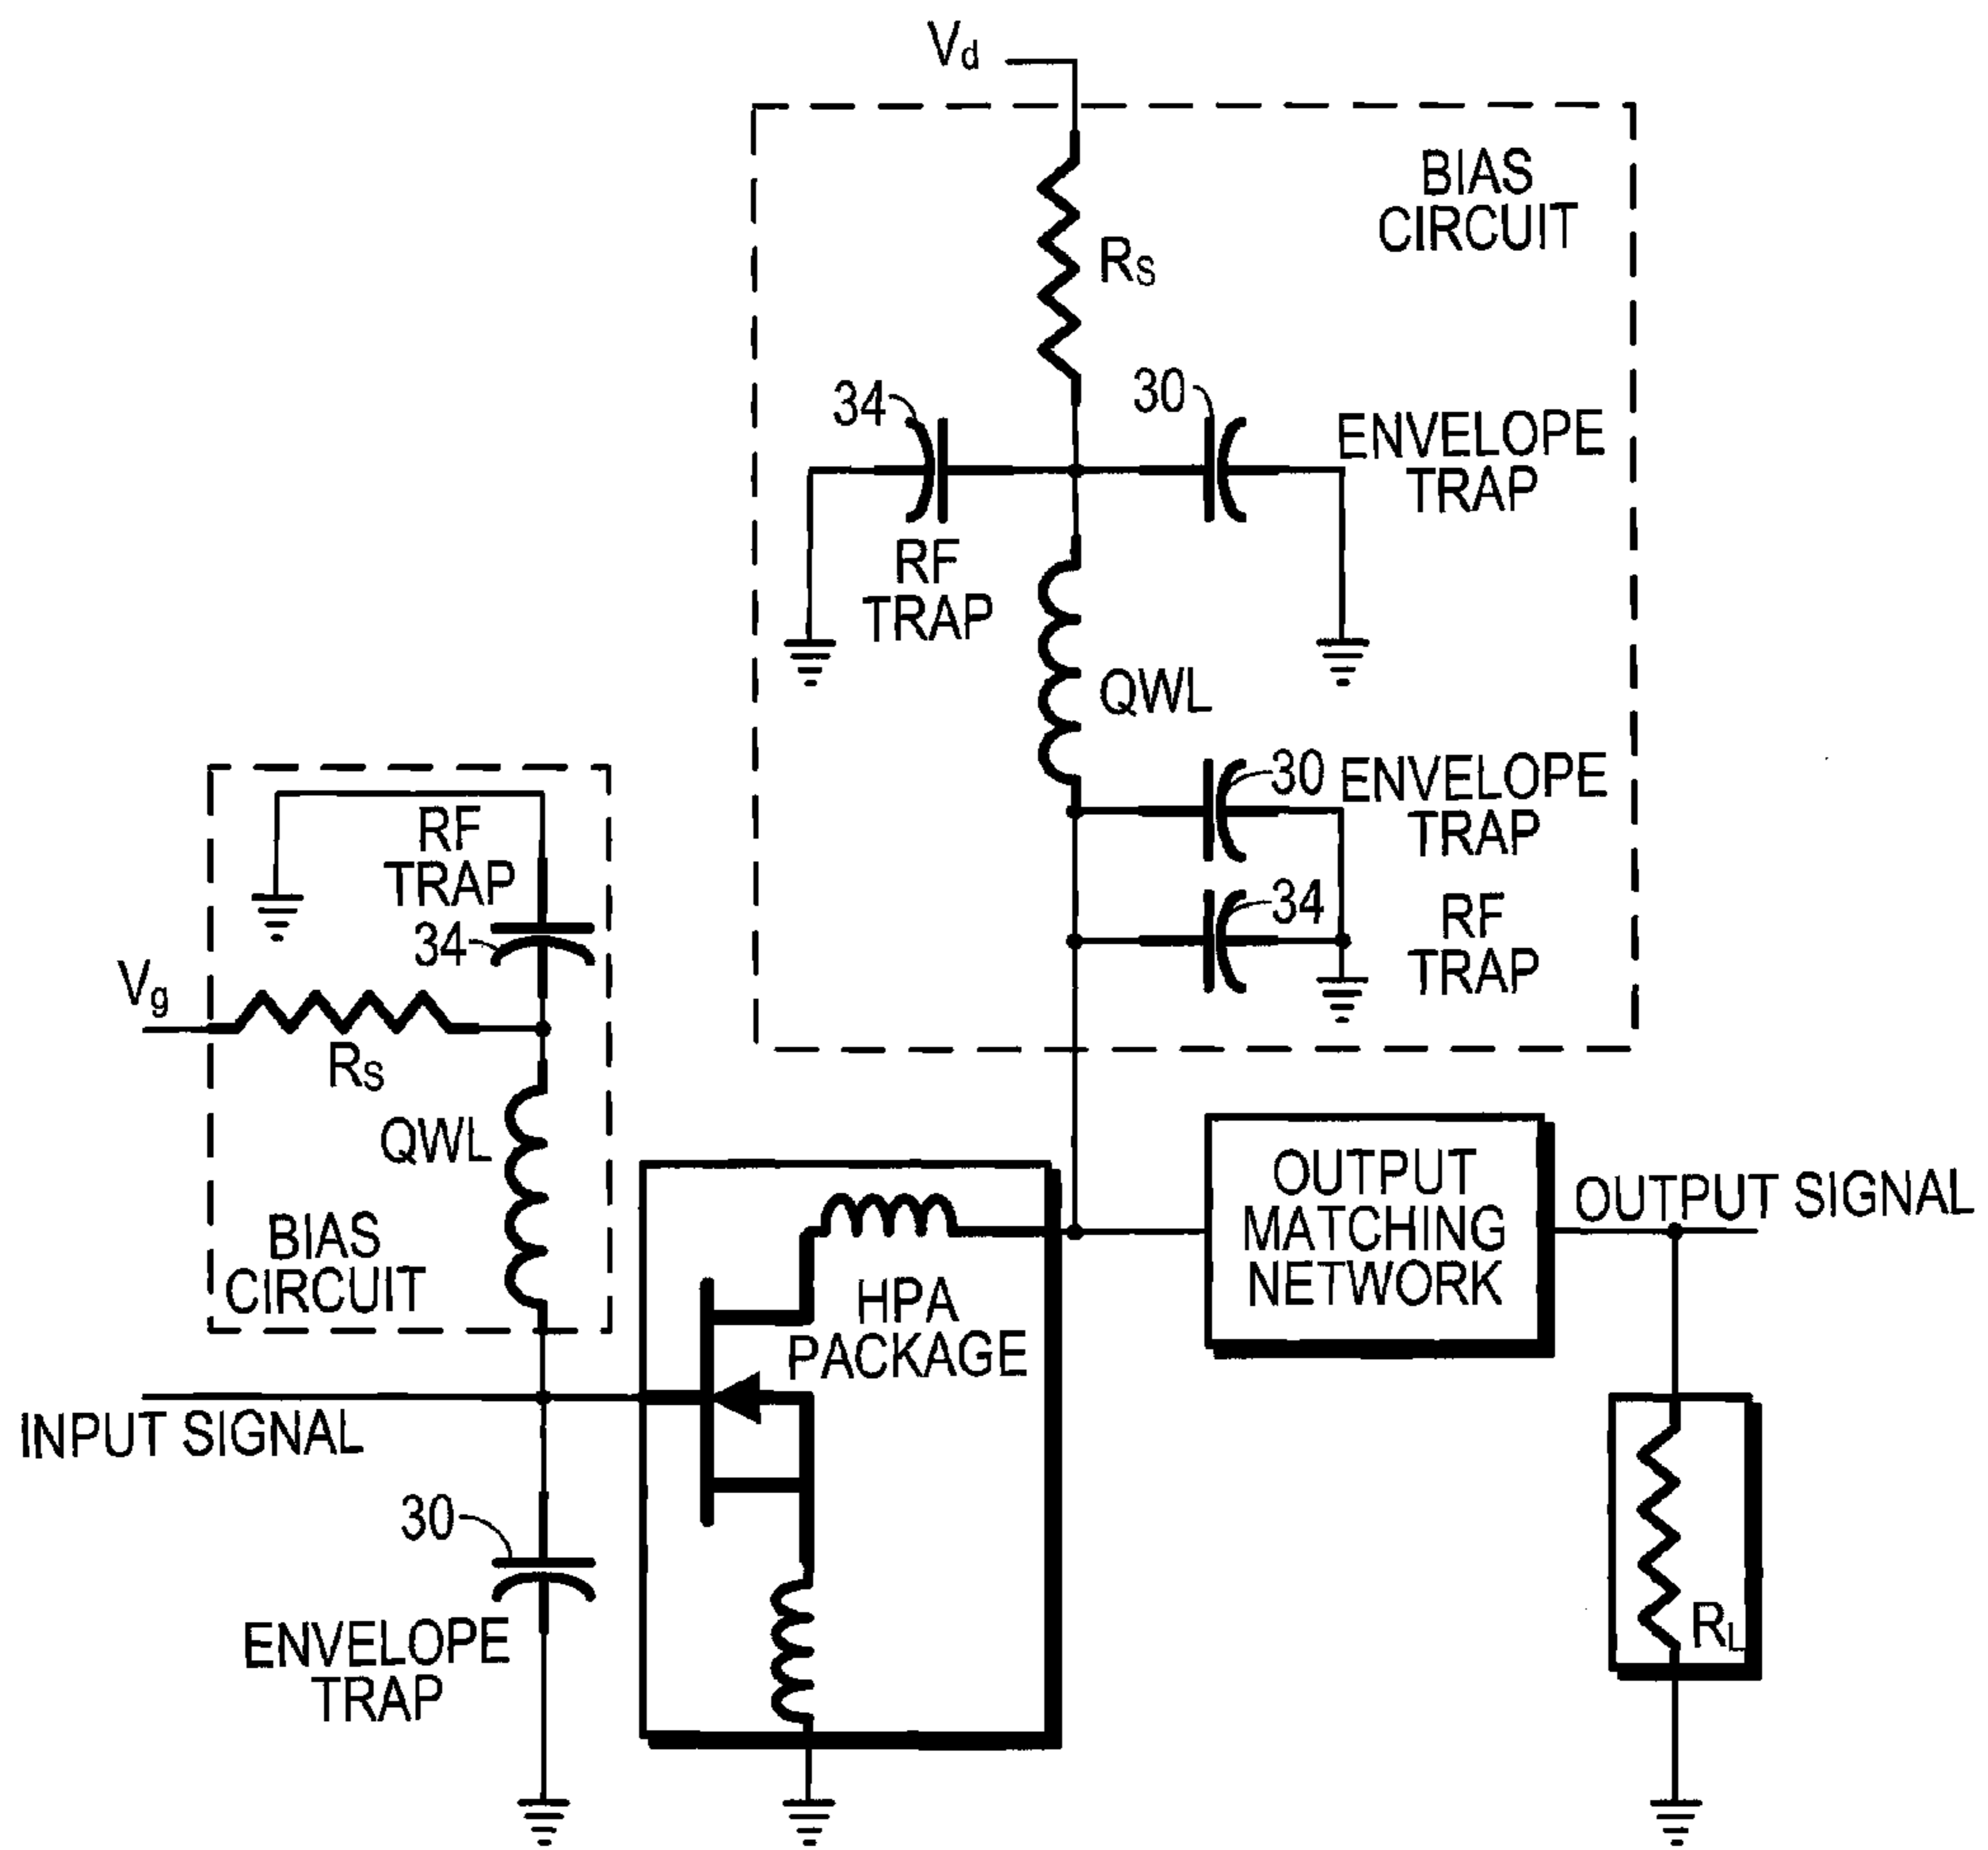 Vd
BIAS
CIRCUIT
RS
34
30
ENVELOPE
TRAP
RF
TRAP
QWL
30
ENVELOPE
TRAP
34
RF
TRAP
RF
TRAP
34
Vg
RS
QWL
BIAS
CIRCUIT
INPUT SIGNAL
30
ENVELOPE
TRAP
HPA
PACKAGE
OUTPUT
MATCHING
NETWORK
OUTPUT SIGNAL
RL